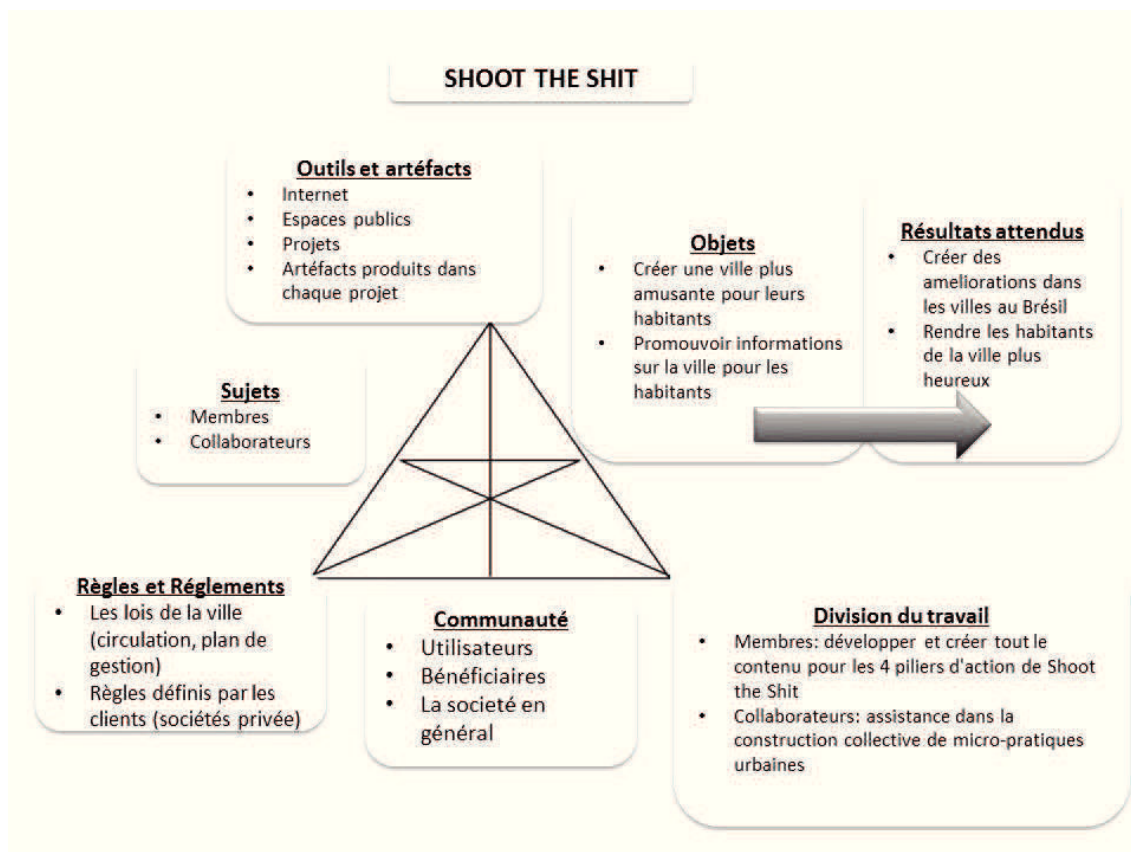 SHOOT THE SHIT
Outils et artéfacts
• Internet
• Espaces publics
• Projets
• Artéfacts produits dans
chaque projet
Objets
• Créer une ville plus
amusante pour leurs
habitants
• Promouvoir informations
sur la ville pour les
habitants
Résultats attendus
• Créer des
ameliorations dans
les villes au Brésil
• Rendre les habitants
de la ville plus
heureux
Sujets
• Membres
• Collaborateurs
Règles et Réglements
• Les lois de la ville
(circulation, plan de
gestion)
• Règles définis par les
clients (sociétés privée)
Communauté
• Utilisateurs
• Bénéficiaires
• La societé en
général
Division du travail
• Membres: développer et créer tout le
contenu pour les 4 piliers d'action de Shoot
the Shit
• Collaborateurs: assistance dans la
construction collective de micro-pratiques
urbaines